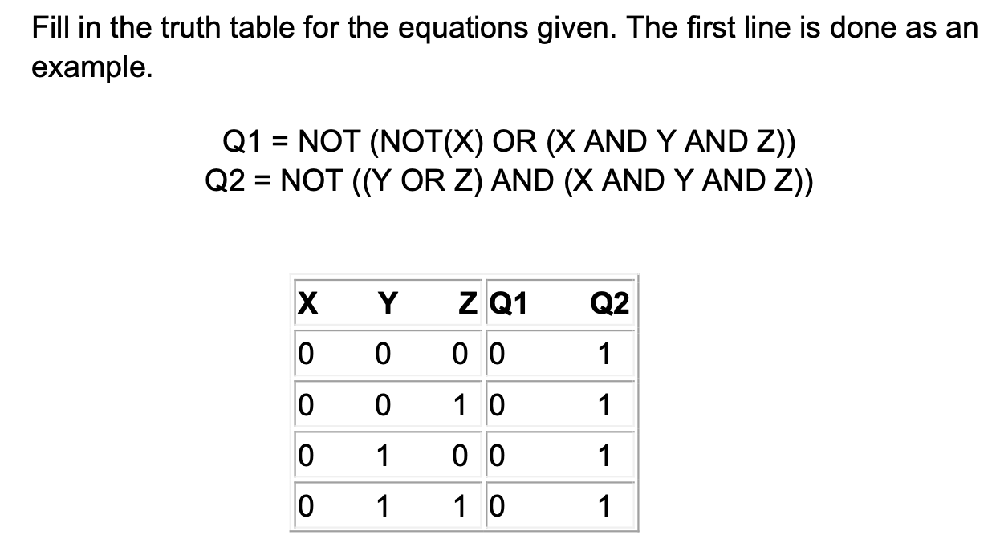 Fill in the truth table for the equations given. The first line is done as an
example.
Q1 = NOT (NOT(X) OR (X AND Y AND Z))
Q2 = NOT ((Y OR Z) AND (X AND Y AND Z))
X Y Z Q1 Q2
0 0 0 0 1
0 0 1 0 1
0 1 0 0 1
0 1 1 0 1